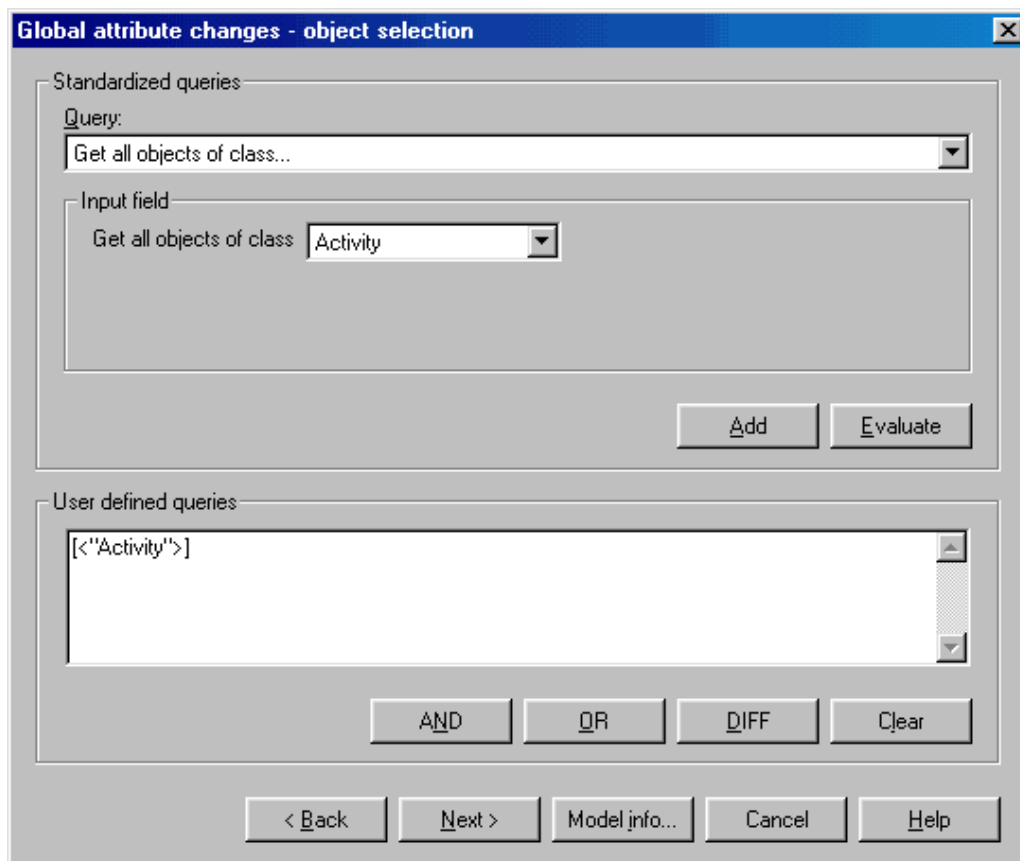 Global attribute changes - object selection
Standardized queries
Query:
Get all objects of class...
Input field
Get all objects of class Activity
Add Evaluate
User defined queries
[<"Activity">]
AND OR DIFF Clear
< Back Next > Model info... Cancel Help